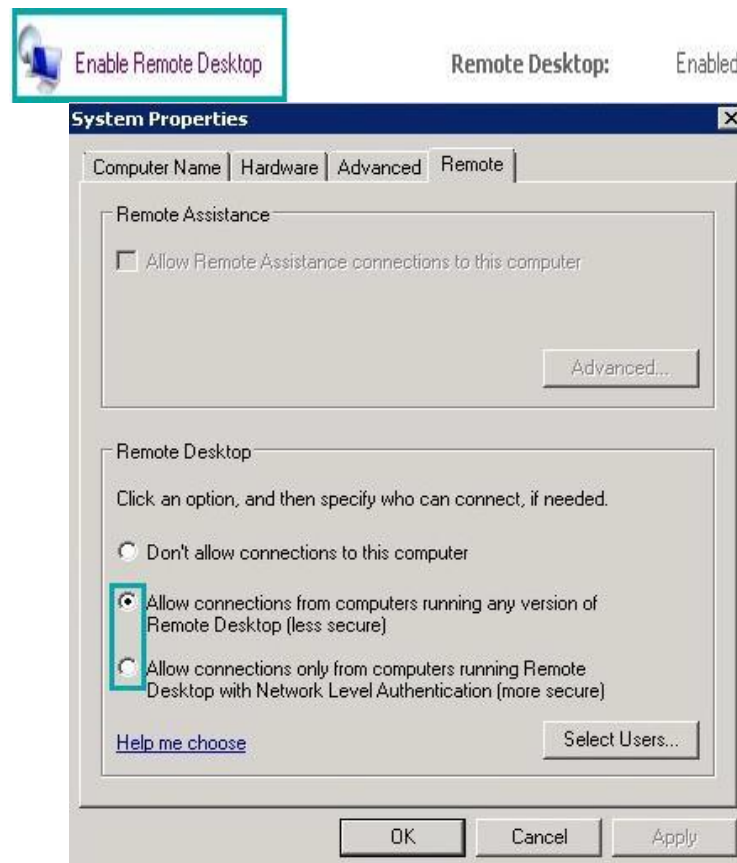 Enable Remote Desktop
Remote Desktop: Enabled
System Properties
Computer Name Hardware Advanced Remote
Remote Assistance
Allow Remote Assistance connections to this computer
Advanced...
Remote Desktop
Click an option, and then specify who can connect, if needed.
Don't allow connections to this computer
Allow connections from computers running any version of
Remote Desktop (less secure)
Allow connections only from computers running Remote
Desktop with Network Level Authentication (more secure)
Help me choose
Select Users...
OK Cancel Apply